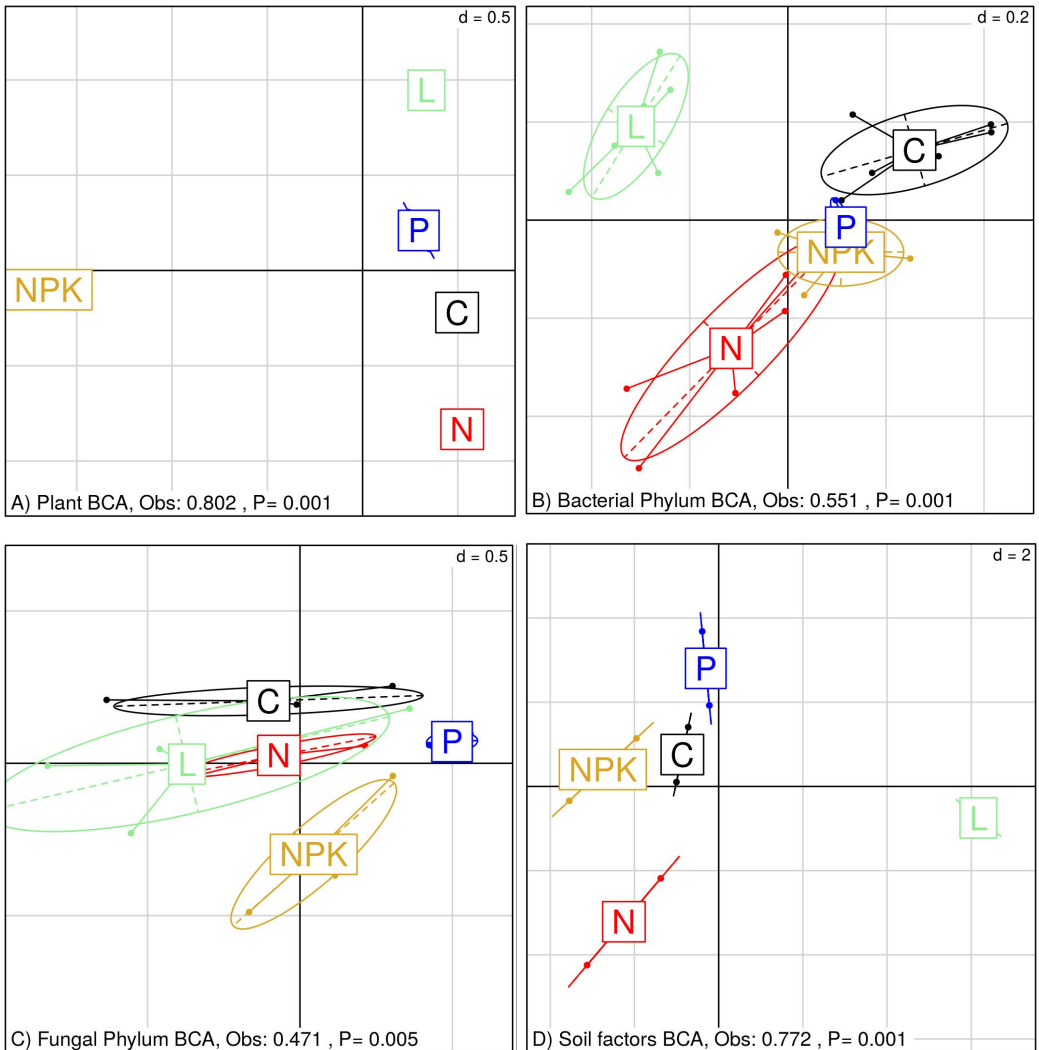 d = 0.5
L
P
NPK
C
N
A) Plant BCA, Obs: 0.802 , P= 0.001
d = 0.2
L
C
P
NPK
N
B) Bacterial Phylum BCA, Obs: 0.551 , P= 0.001
d = 0.5
C
P
N
L
NPK
C) Fungal Phylum BCA, Obs: 0.471 , P= 0.005
d = 2
P
C
NPK
L
N
D) Soil factors BCA, Obs: 0.772 , P= 0.001